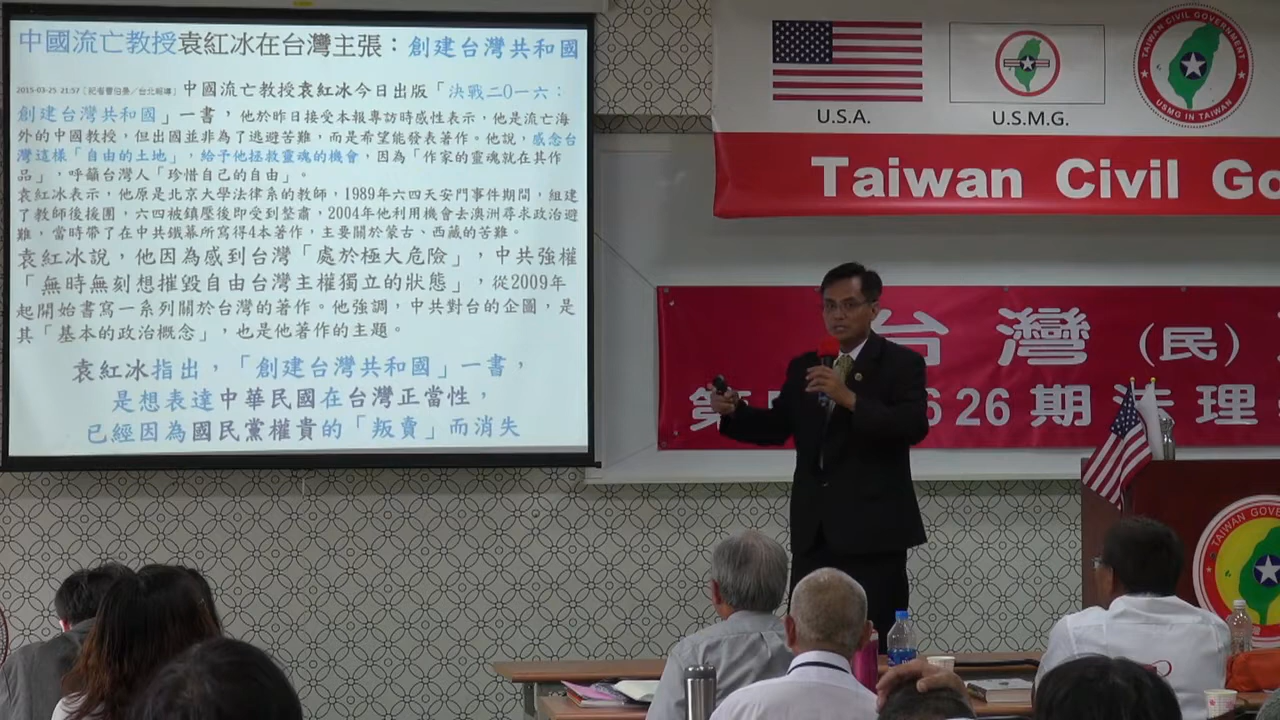 中國流亡教授袁紅冰在台灣主張：創建台灣共和國
中國流亡教授袁紅冰今日出版「決戰二〇一六：
創建台灣共和國」一書，他於昨日接受本報專訪時感性表示，他是流亡海
外的中國教授，但出國並非為了逃避苦難，而是希望能發表著作。他說，感念台
灣這樣「自由的土地」，給予他拯救靈魂的機會，因為「作家的靈魂就在其作
品」，呼籲台灣人「珍惜自己的自由」。
袁紅冰表示，他原是北京大學法律系的教師，1989年六四天安門事件期間，組建
了教師後援團，六四被鎮壓後即受到整肅，2004年他利用機會去澳洲尋求政治避
難，當時帶了在中共鐵幕所寫得4本著作，主要關於蒙古、西藏的苦難。
袁紅冰說，他因為感到台灣「處於極大危險」，中共強權
「無時無刻想摧毀自由台灣主權獨立的狀態」，從2009年
起開始書寫一系列關於台灣的著作。他強調，中共對台的企圖，是
其「基本的政治概念」，也是他著作的主題。
袁紅冰指出，「創建台灣共和國」一書，
是想表達中華民國在台灣正當性，
已經因為國民黨權貴的「叛賣」而消失
2015-03-25 21:57
U.S.A.
U.S.M.G.
TAIWAN CIVIL GOVERNMENT
USMG IN TAIWAN
Taiwan Civil Go
台灣(民)
第
626期法理
TAIWAN GOVERN